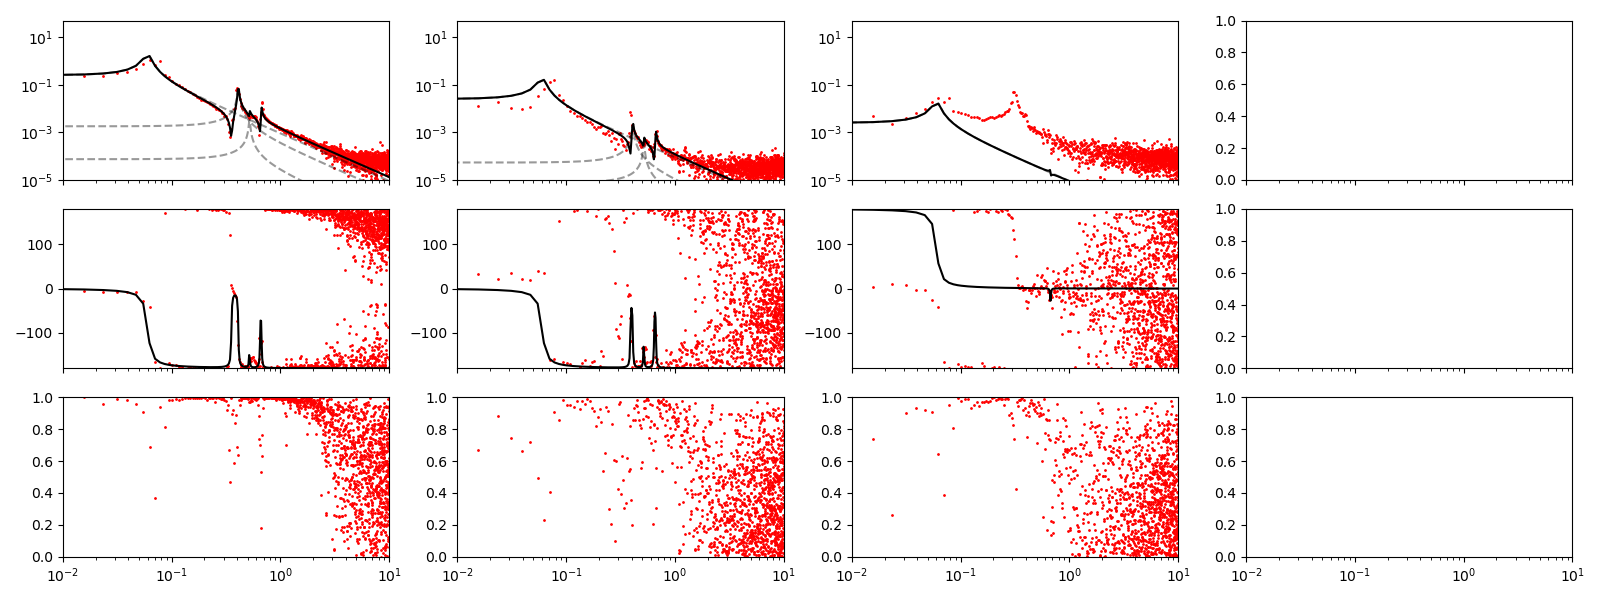 10¹ 10¹ 10¹ 1.0
0.8
10⁻¹ 10⁻¹ 10⁻¹ 0.6
0.4
10⁻³ 10⁻³ 10⁻³ 0.2
10⁻⁵ 10⁻⁵ 10⁻⁵ 0.0
1.0
100 100 100 0.8
0.6
0 0 0 0.4
−100 −100 −100 0.2
0.0
1.0 1.0 1.0 1.0
0.8 0.8 0.8 0.8
0.6 0.6 0.6 0.6
0.4 0.4 0.4 0.4
0.2 0.2 0.2 0.2
0.0 0.0 0.0 0.0
10⁻² 10⁻¹ 10⁰ 10¹ 10⁻² 10⁻¹ 10⁰ 10¹ 10⁻² 10⁻¹ 10⁰ 10¹ 10⁻² 10⁻¹ 10⁰ 10¹